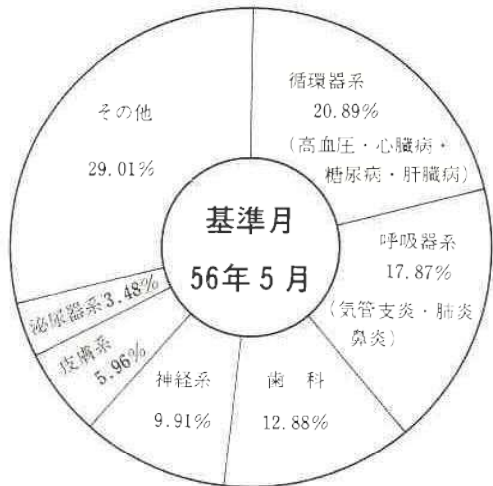 基準月
56年5月
循環器系
20.89%
(高血圧・心臓病・
糖尿病・肝臓病)
呼吸器系
17.87%
(気管支炎・肺炎
鼻炎)
歯科
12.88%
神経系
9.91%
皮膚系
5.96%
泌尿器系3.48%
その他
29.01%